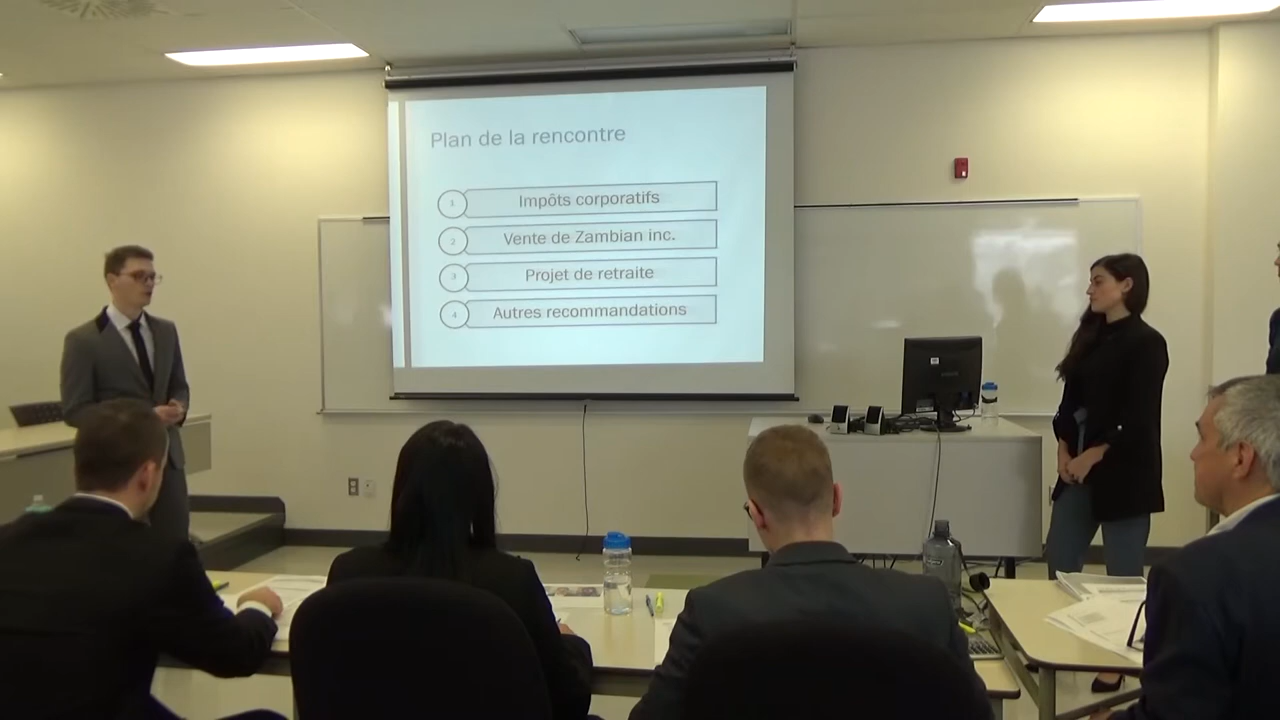 Plan de la rencontre
1 Impôts corporatifs
2 Vente de Zambian inc.
3 Projet de retraite
4 Autres recommandations